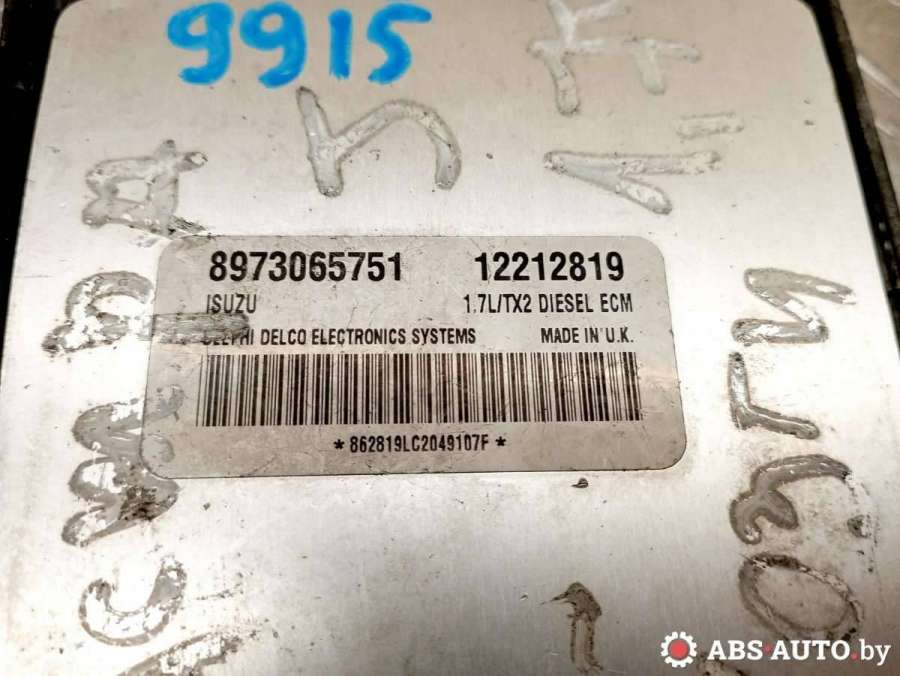 9915
8973065751 12212819
ISUZU 1.7L/TX2 DIESEL ECM
DELPHI DELCO ELECTRONICS SYSTEMS MADE IN U.K.
*862819LC2049107F*
ABS-AUTO.by